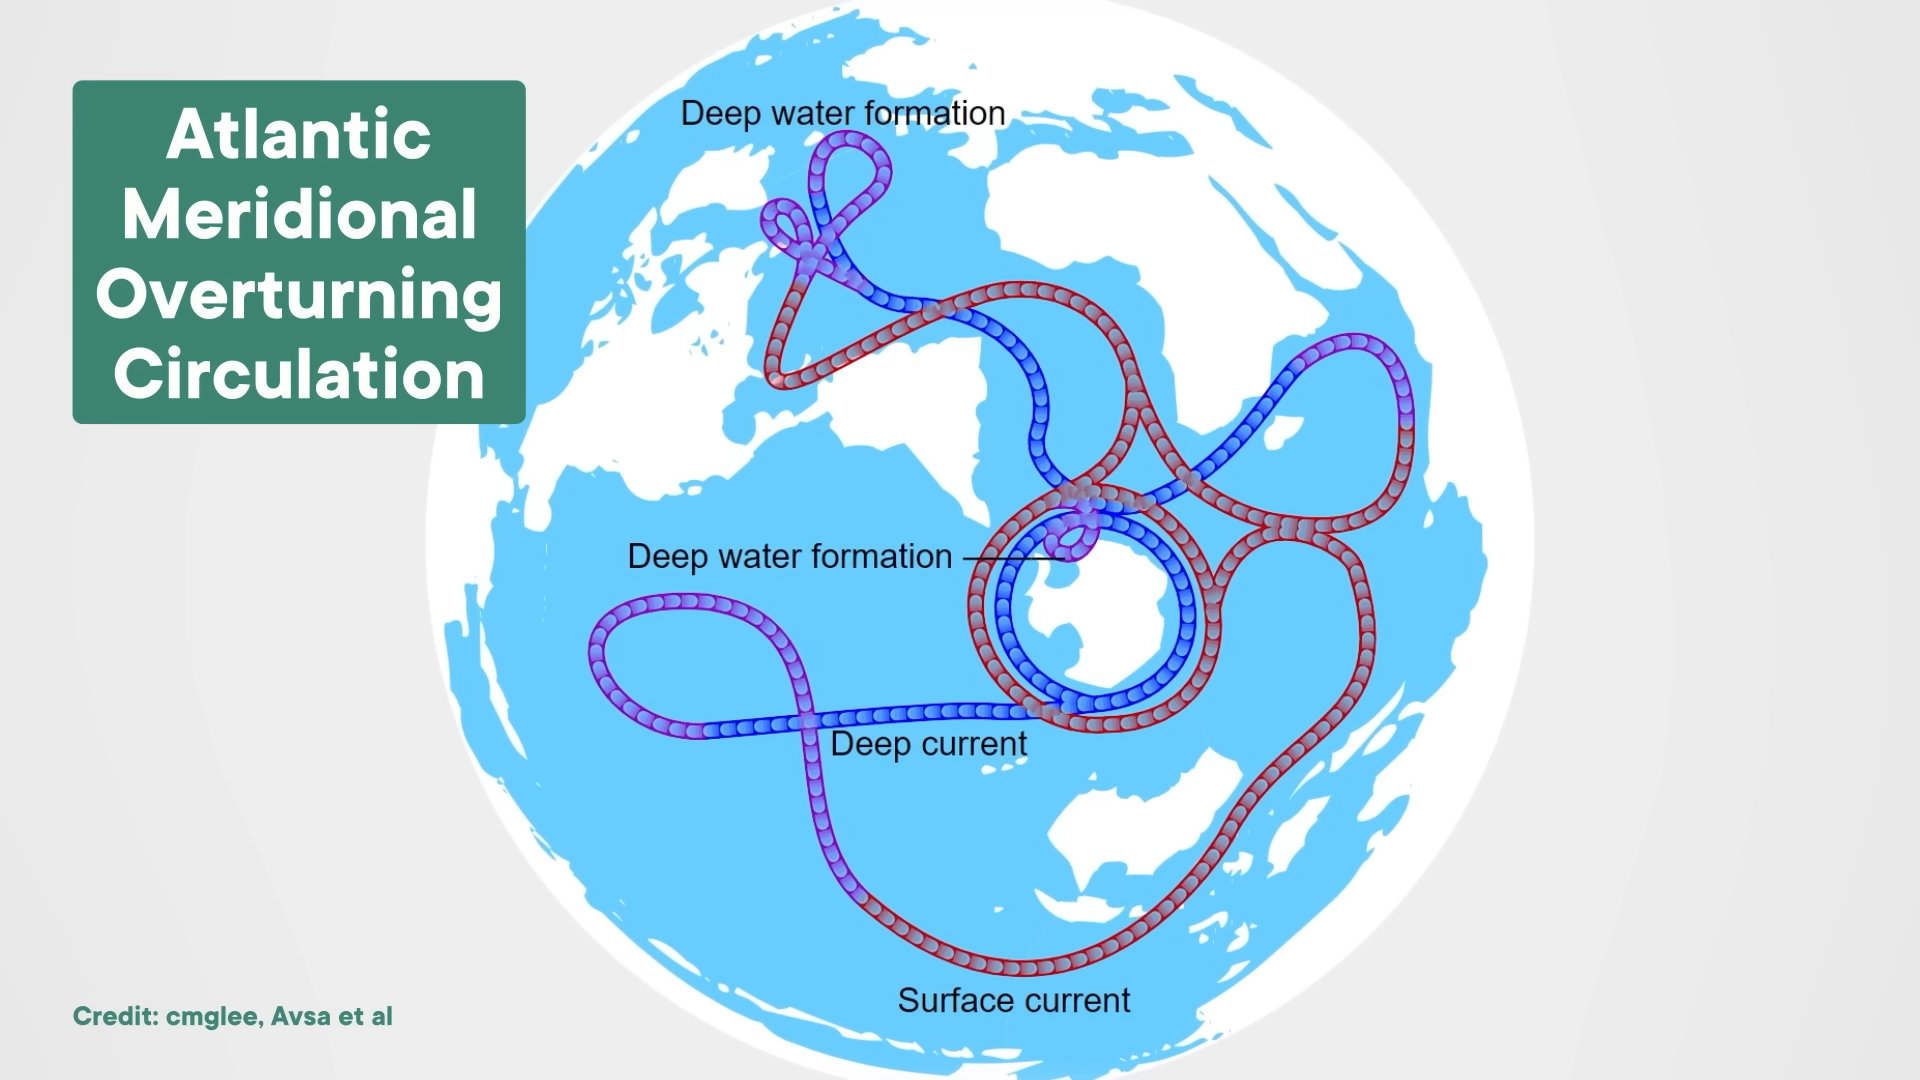 Atlantic
Meridional
Overturning
Circulation
Deep water formation
Deep water formation
Deep current
Surface current
Credit: cmglee, Avsa et al